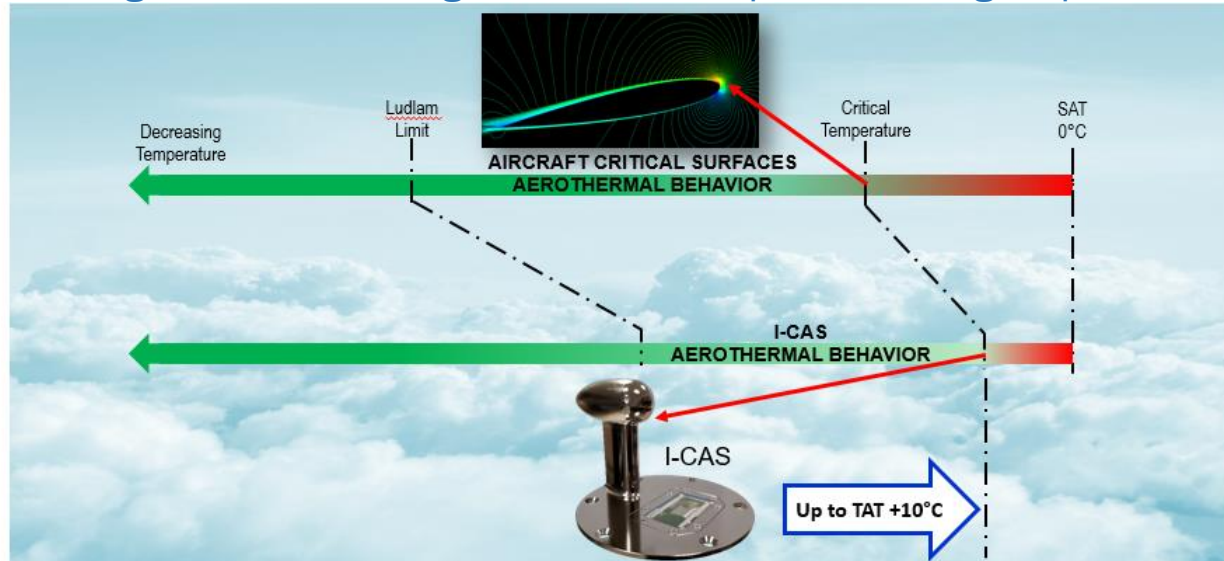 Decreasing
Temperature
Ludlam
Limit
Critical
Temperature
SAT
0°C
AIRCRAFT CRITICAL SURFACES
AEROTHERMAL BEHAVIOR
I-CAS
AEROTHERMAL BEHAVIOR
I-CAS
Up to TAT +10°C